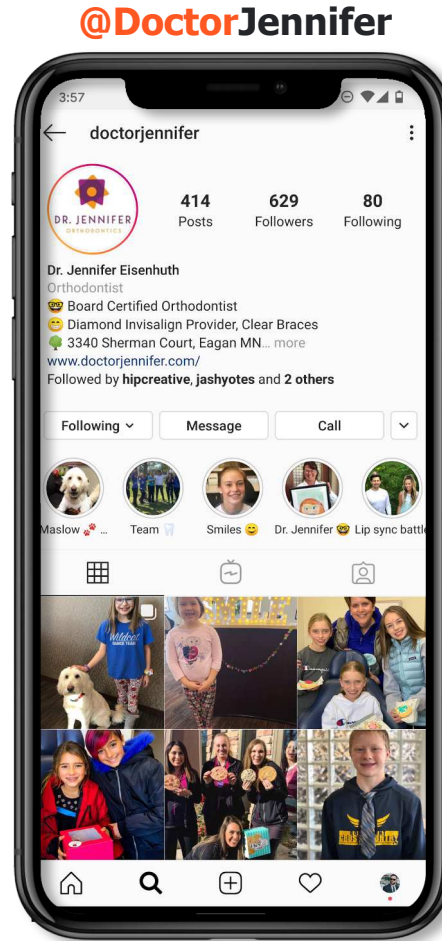 @DoctorJennifer
3:57
doctorjennifer
DR. JENNIFER
ORTHODONTICS
414
Posts
629
Followers
80
Following
Dr. Jennifer Eisenhuth
Orthodontist
🤓 Board Certified Orthodontist
😁 Diamond Invisalign Provider, Clear Braces
🌳 3340 Sherman Court, Eagan MN... more
www.doctorjennifer.com/
Followed by hipcreative, jashyotes and 2 others
Following
Message
Call
Maslow 🐾 ...
Team 🦷
Smiles 😊
Dr. Jennifer 🤓
Lip sync battle
Wildcat
DANCE TEAM